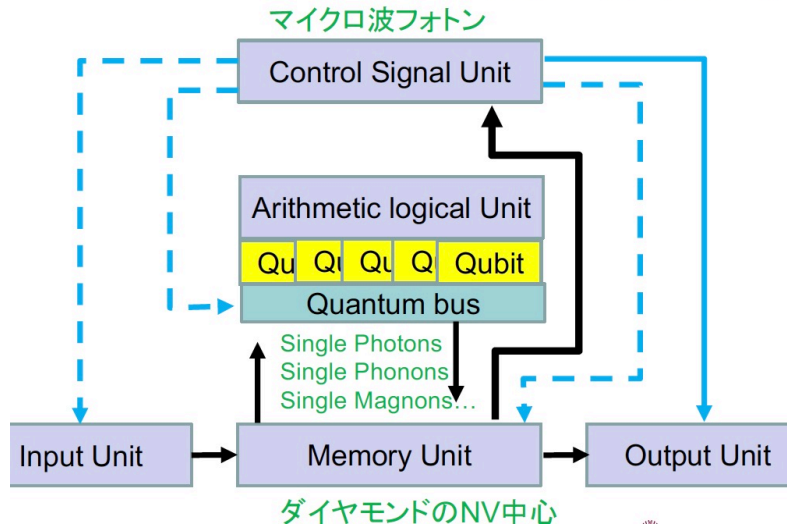 マイクロ波フォトン
Control Signal Unit
Arithmetic logical Unit
Qu Qu Qu Qu Qubit
Quantum bus
Single Photons
Single Phonons
Single Magnons...
Input Unit
Memory Unit
Output Unit
ダイヤモンドのNV中心